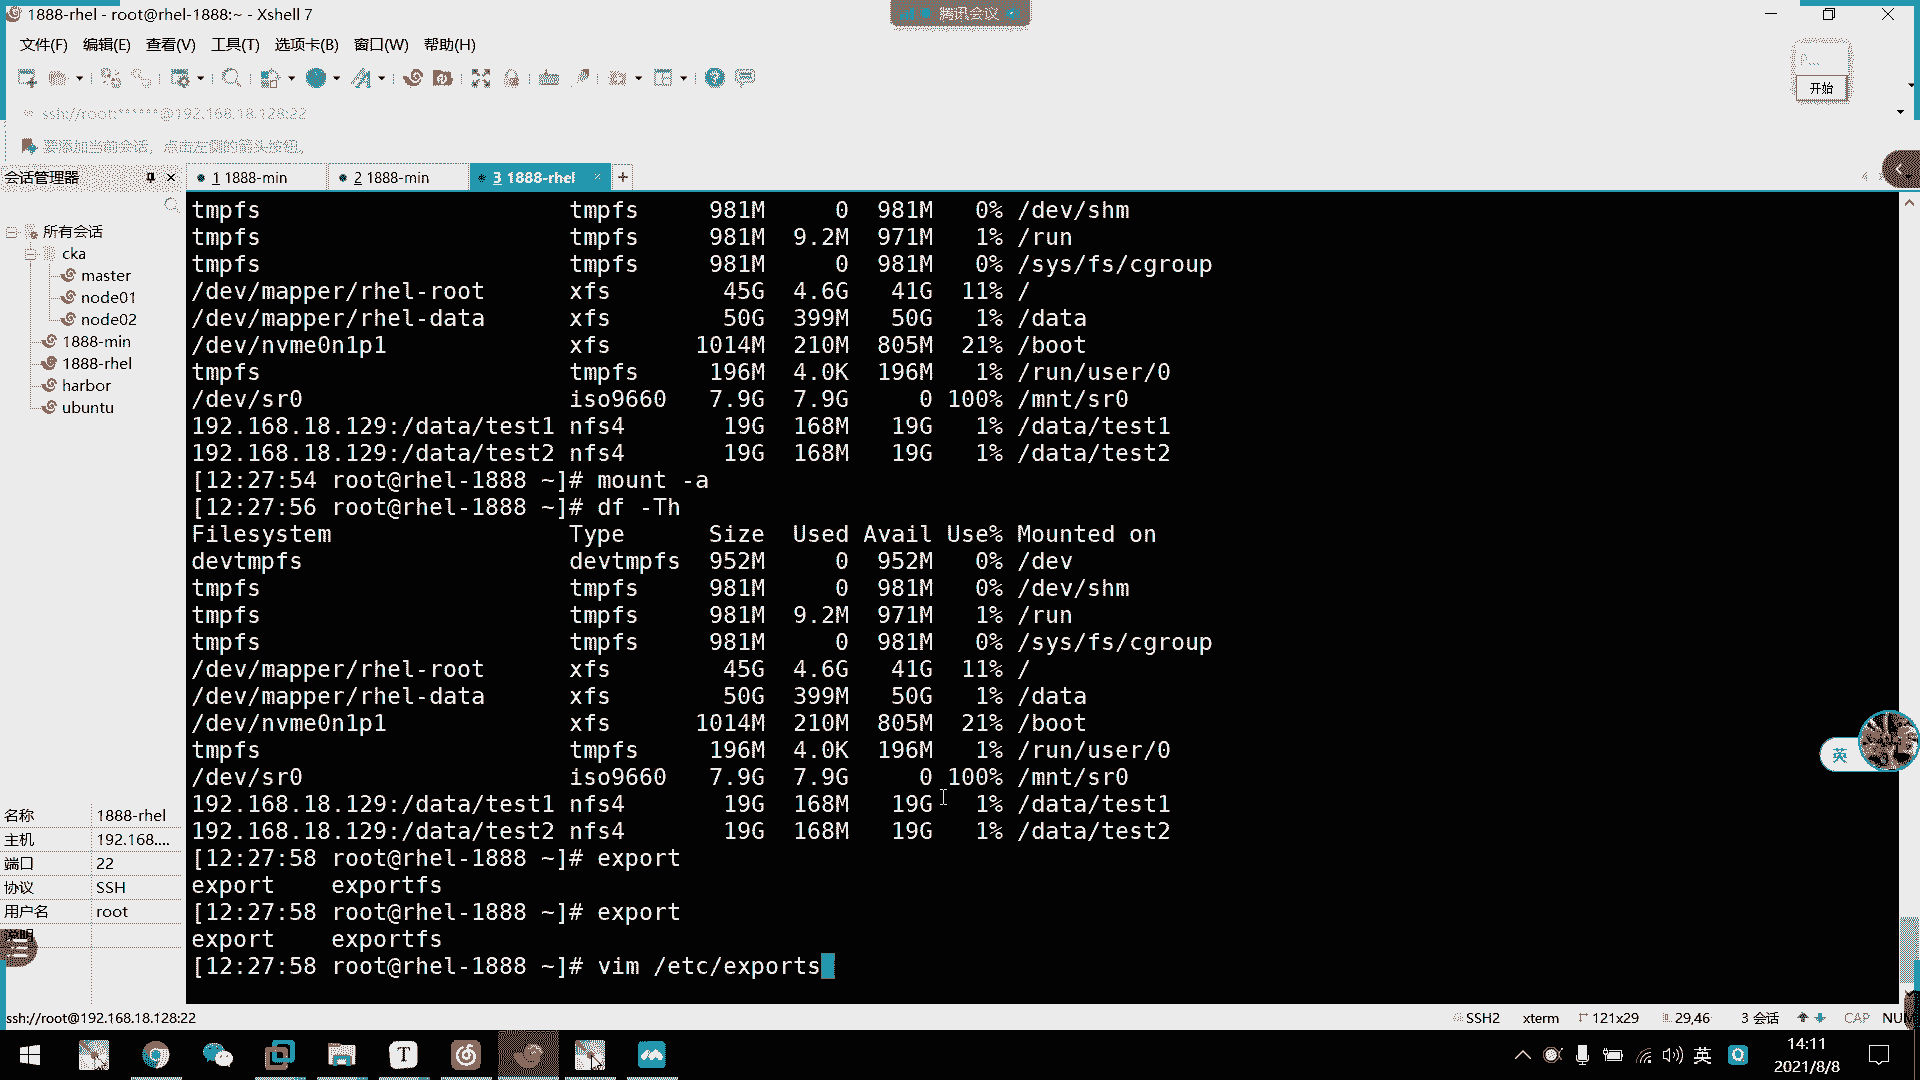 1888-rhel - root@rhel-1888:~ - Xshell 7
腾讯会议
文件(F) 编辑(E) 查看(V) 工具(T) 选项卡(B) 窗口(W) 帮助(H)
P...
开始
ssh://root:******@192.168.18.128:22
要添加当前会话，点击左侧的箭头按钮。
会话管理器
1 1888-min
2 1888-min
3 1888-rhel
所有会话
cka
master
node01
node02
1888-min
1888-rhel
harbor
ubuntu
tmpfs tmpfs 981M 0 981M 0% /dev/shm
tmpfs tmpfs 981M 9.2M 971M 1% /run
tmpfs tmpfs 981M 0 981M 0% /sys/fs/cgroup
/dev/mapper/rhel-root xfs 45G 4.6G 41G 11% /
/dev/mapper/rhel-data xfs 50G 399M 50G 1% /data
/dev/nvme0n1p1 xfs 1014M 210M 805M 21% /boot
tmpfs tmpfs 196M 4.0K 196M 1% /run/user/0
/dev/sr0 iso9660 7.9G 7.9G 0 100% /mnt/sr0
192.168.18.129:/data/test1 nfs4 19G 168M 19G 1% /data/test1
192.168.18.129:/data/test2 nfs4 19G 168M 19G 1% /data/test2
[12:27:54 root@rhel-1888 ~]# mount -a
[12:27:56 root@rhel-1888 ~]# df -Th
Filesystem Type Size Used Avail Use% Mounted on
devtmpfs devtmpfs 952M 0 952M 0% /dev
tmpfs tmpfs 981M 0 981M 0% /dev/shm
tmpfs tmpfs 981M 9.2M 971M 1% /run
tmpfs tmpfs 981M 0 981M 0% /sys/fs/cgroup
/dev/mapper/rhel-root xfs 45G 4.6G 41G 11% /
/dev/mapper/rhel-data xfs 50G 399M 50G 1% /data
/dev/nvme0n1p1 xfs 1014M 210M 805M 21% /boot
tmpfs tmpfs 196M 4.0K 196M 1% /run/user/0
/dev/sr0 iso9660 7.9G 7.9G 0 100% /mnt/sr0
192.168.18.129:/data/test1 nfs4 19G 168M 19G 1% /data/test1
192.168.18.129:/data/test2 nfs4 19G 168M 19G 1% /data/test2
[12:27:58 root@rhel-1888 ~]# export
export exportfs
[12:27:58 root@rhel-1888 ~]# export
export exportfs
[12:27:58 root@rhel-1888 ~]# vim /etc/exports
英
名称 1888-rhel
主机 192.168....
端口 22
协议 SSH
用户名 root
说明
ssh://root@192.168.18.128:22
SSH2 xterm 121x29 29,46 3 会话 CAP NUM
T
英
14:11
2021/8/8